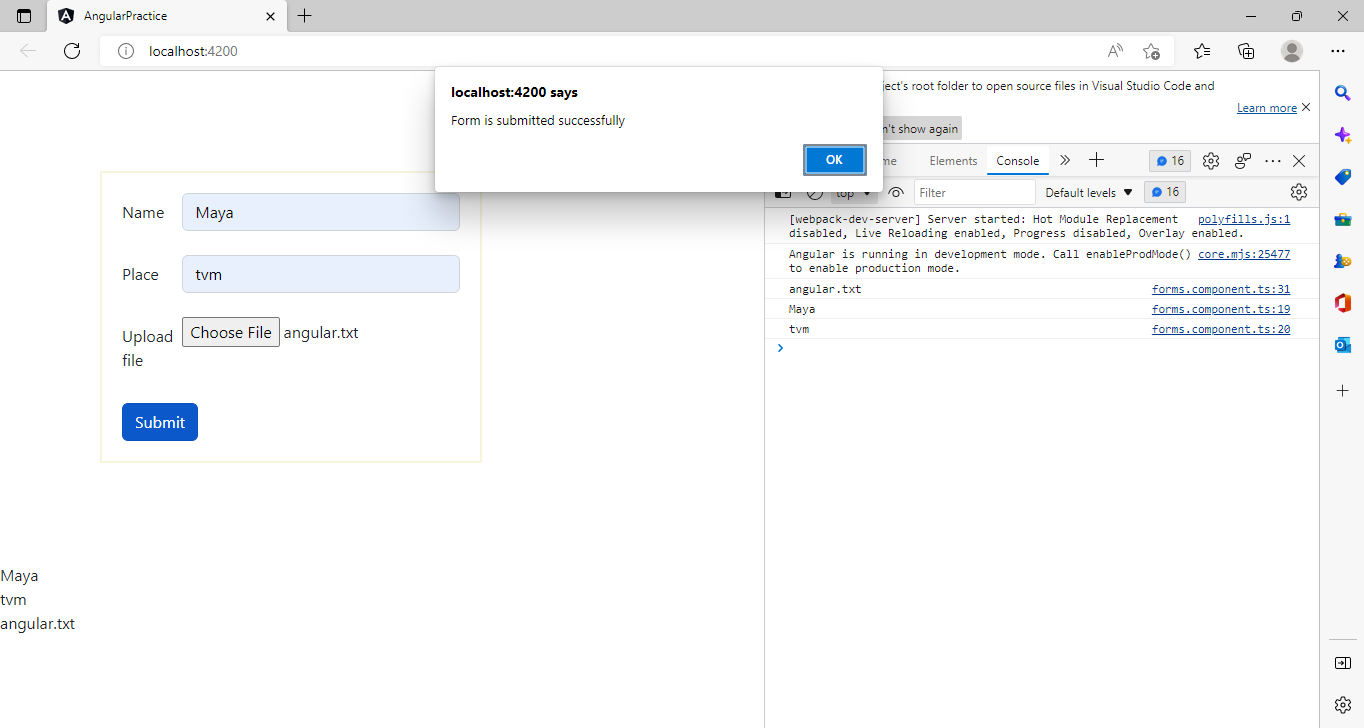 AngularPractice
localhost:4200
localhost:4200 says
Form is submitted successfully
OK
ject's root folder to open source files in Visual Studio Code and
Learn more
n't show again
me Elements Console 16
top Filter Default levels 16
[webpack-dev-server] Server started: Hot Module Replacement polyfills.js:1
disabled, Live Reloading enabled, Progress disabled, Overlay enabled.
Angular is running in development mode. Call enableProdMode() core.mjs:25477
to enable production mode.
angular.txt forms.component.ts:31
Maya forms.component.ts:19
tvm forms.component.ts:20
Name Maya
Place tvm
Upload file Choose File angular.txt
Submit
Maya
tvm
angular.txt